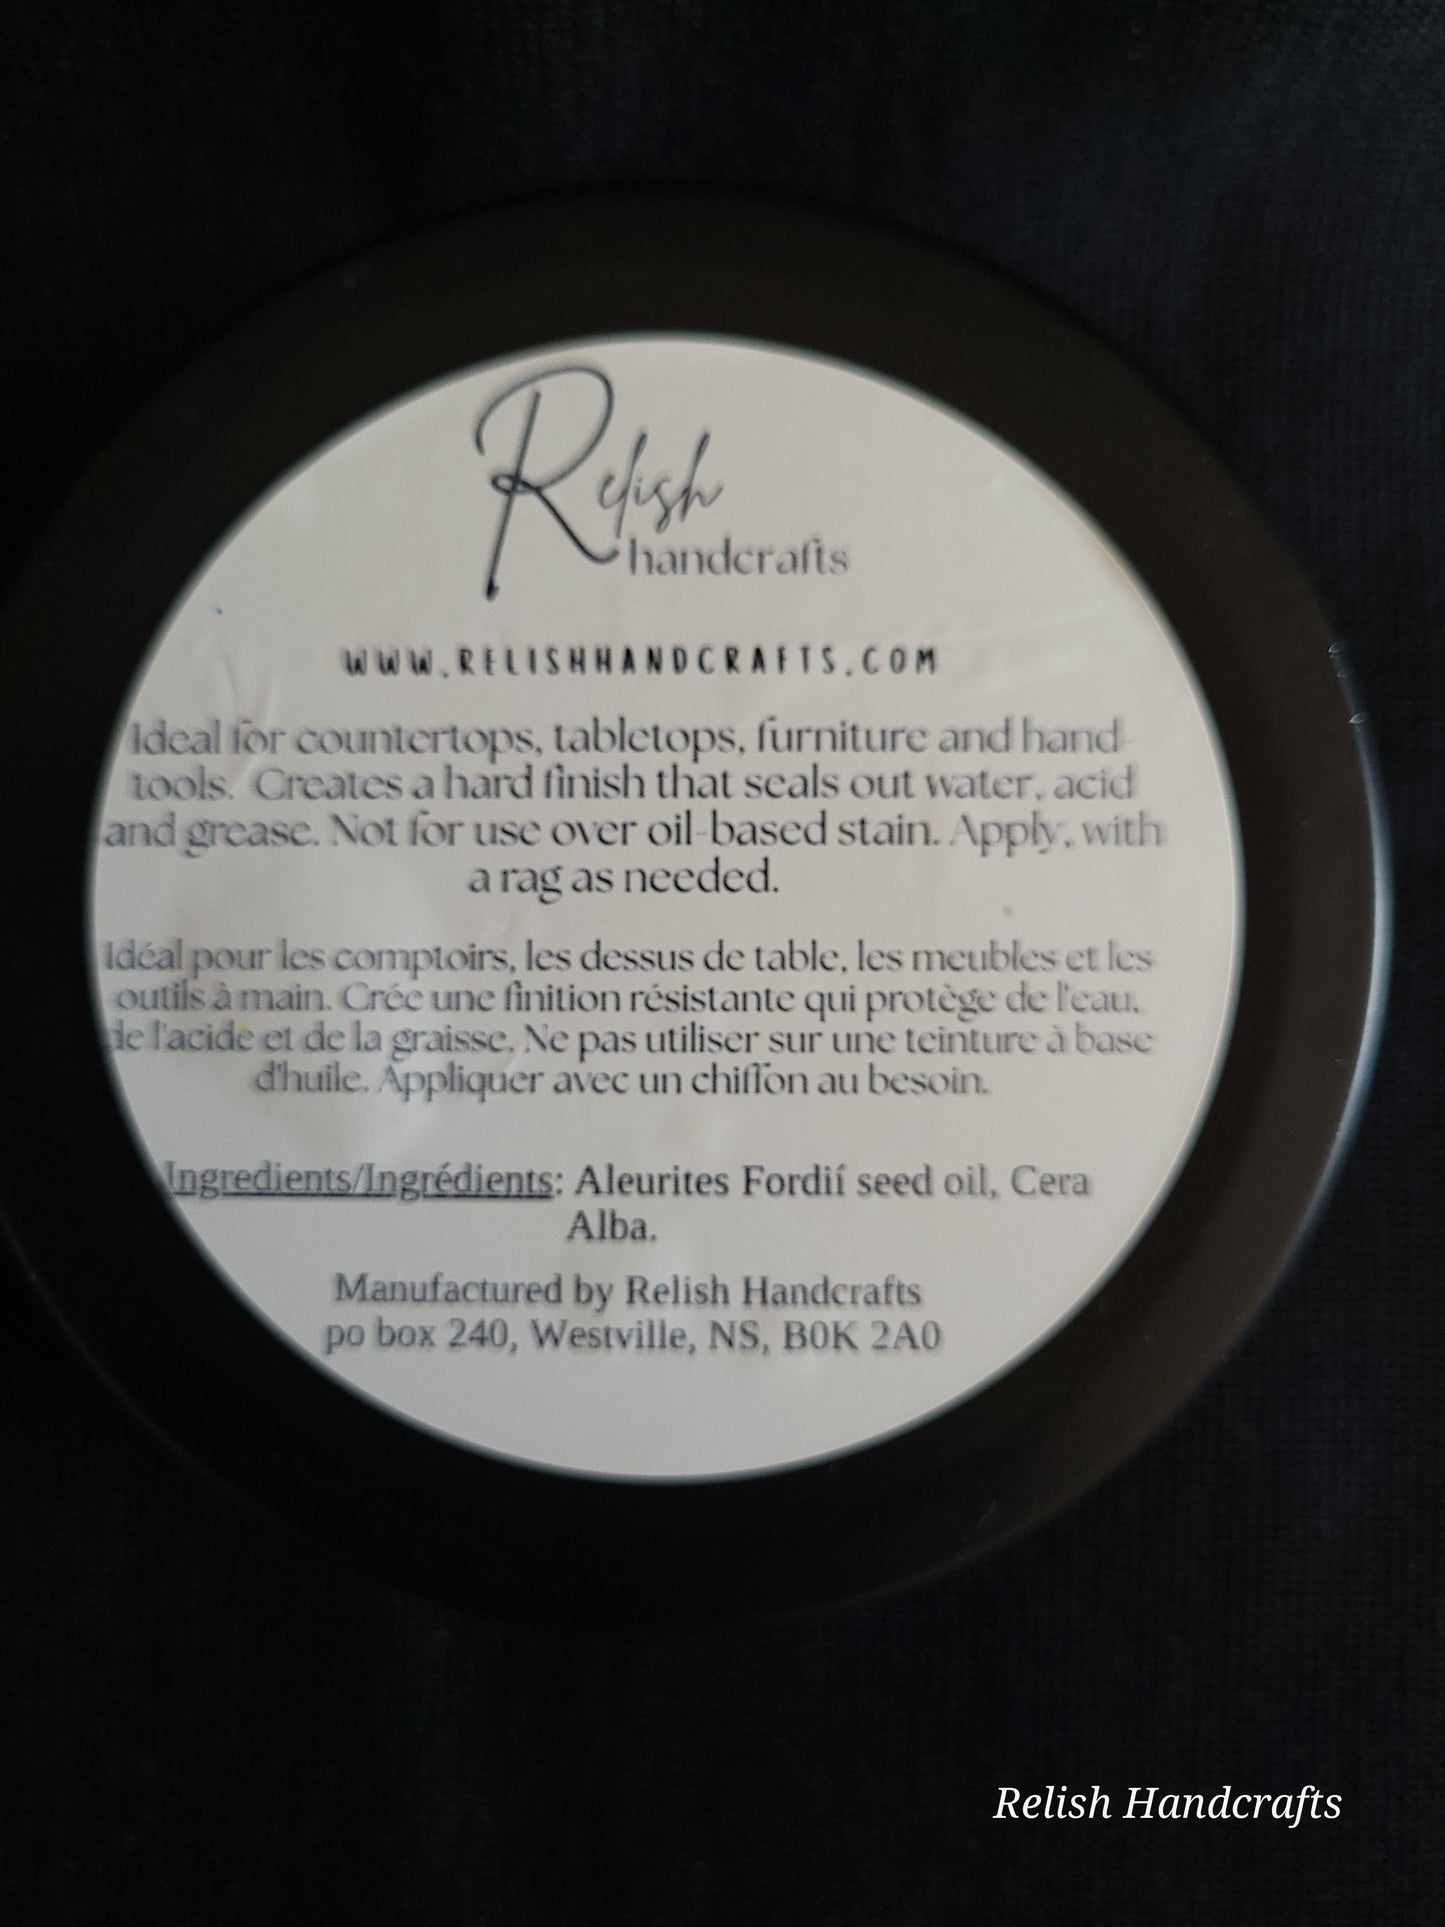 Relish
handcrafts
WWW.RELISHHANDCRAFTS.COM
Ideal for countertops, tabletops, furniture and hand
tools. Creates a hard finish that seals out water, acid
and grease. Not for use over oil-based stain. Apply, with
a rag as needed.
Idéal pour les comptoirs, les dessus de table, les meubles et les
outils à main. Crée une finition résistante qui protège de l'eau,
de l'acide et de la graisse. Ne pas utiliser sur une teinture à base
d'huile. Appliquer avec un chiffon au besoin.
Ingredients/Ingrédients: Aleurites Fordií seed oil, Cera
Alba.
Manufactured by Relish Handcrafts
po box 240, Westville, NS, B0K 2A0
Relish Handcrafts